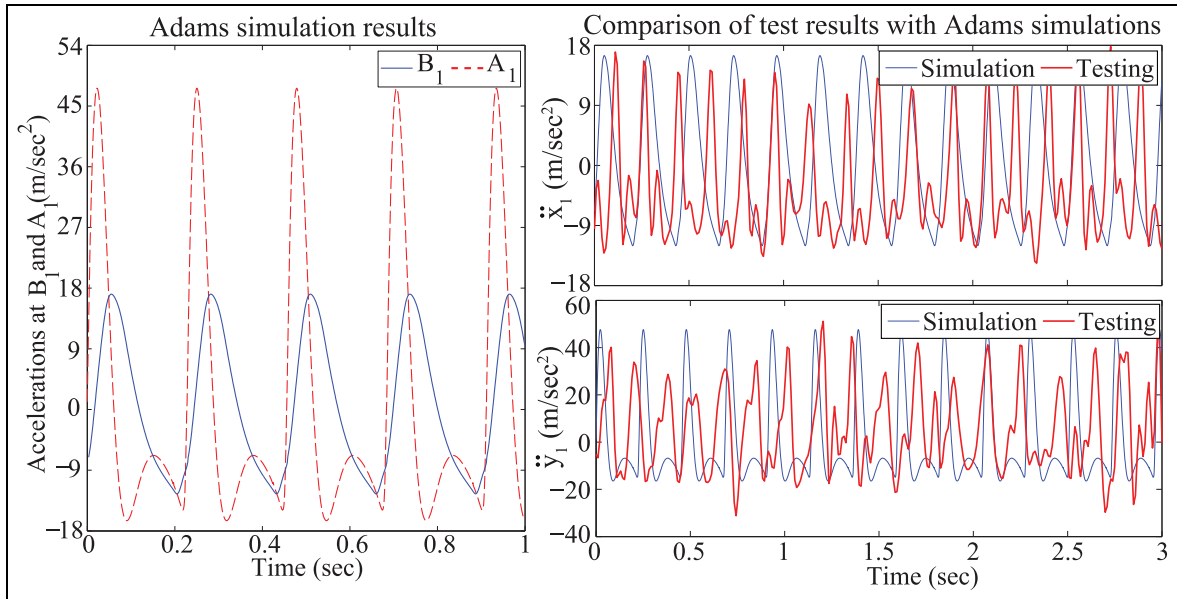 Adams simulation results
Accelerations at B₁ and A₁(m/sec²)
54
45
36
27
18
9
0
−9
−18
B₁ A₁
0 0.2 0.4 0.6 0.8 1
Time (sec)
Comparison of test results with Adams simulations
ẍ₁ (m/sec²)
18
9
0
−9
−18
Simulation Testing
ÿ₁ (m/sec²)
60
40
20
0
−20
−40
Simulation Testing
0 0.5 1 1.5 2 2.5 3
Time (sec)